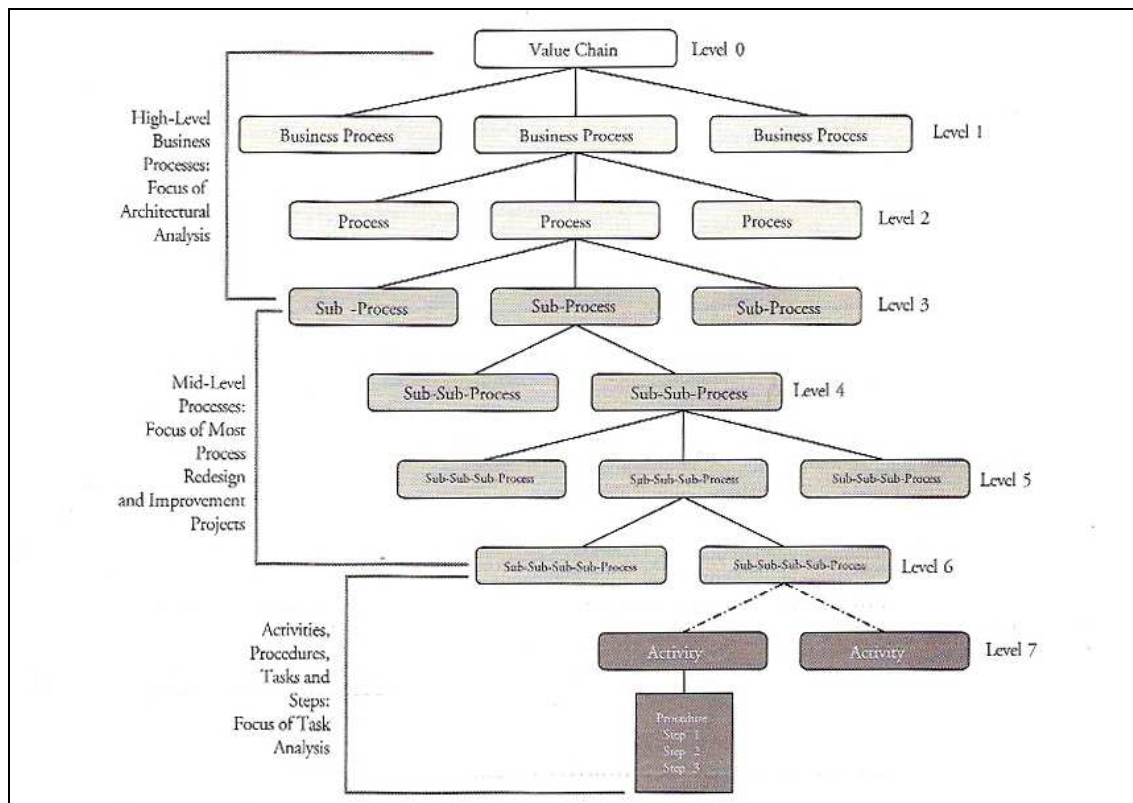 Value Chain
Level 0
High-Level
Business
Processes:
Focus of
Architectural
Analysis
Business Process
Business Process
Business Process
Level 1
Process
Process
Process
Level 2
Sub -Process
Sub-Process
Sub-Process
Level 3
Mid-Level
Processes:
Focus of Most
Process
Redesign
and Improvement
Projects
Sub-Sub-Process
Sub-Sub-Process
Level 4
Sub-Sub-Sub-Process
Sub-Sub-Sub-Process
Sub-Sub-Sub-Process
Level 5
Sub-Sub-Sub-Sub-Process
Sub-Sub-Sub-Sub-Process
Level 6
Activities,
Procedures,
Tasks and
Steps:
Focus of Task
Analysis
Activity
Activity
Level 7
Procedure
Step 1
Step 2
Step 3